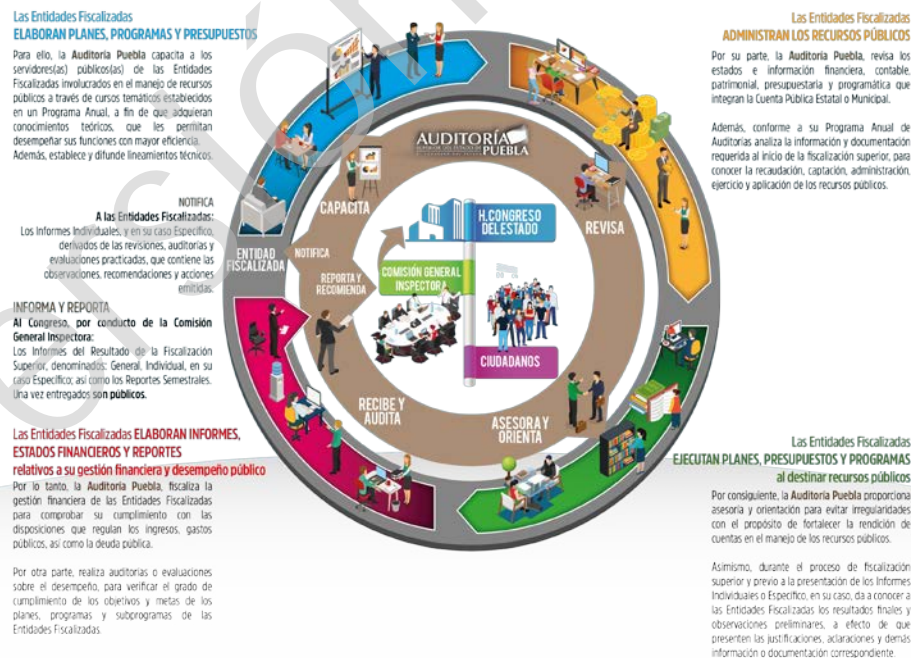 Las Entidades Fiscalizadas
ELABORAN PLANES, PROGRAMAS Y PRESUPUESTOS
Para ello, la Auditoría Puebla capacita a los
servidores(as) públicos(as) de las Entidades
Fiscalizadas involucrados en el manejo de recursos
públicos a través de cursos temáticos establecidos
en un Programa Anual, a fin de que adquieran
conocimientos teóricos, que les permitan
desempeñar sus funciones con mayor eficiencia.
Además, establece y difunde lineamientos técnicos.
NOTIFICA
A las Entidades Fiscalizadas:
Los Informes Individuales, y en su caso Específico,
derivados de las revisiones, auditorías y
evaluaciones practicadas, que contiene las
observaciones, recomendaciones y acciones
emitidas.
INFORMA Y REPORTA
Al Congreso, por conducto de la Comisión
General Inspectora:
Los Informes del Resultado de la Fiscalización
Superior, denominados: General, Individual, en su
caso Específico; así como los Reportes Semestrales.
Una vez entregados son públicos.
Las Entidades Fiscalizadas ELABORAN INFORMES,
ESTADOS FINANCIEROS Y REPORTES
relativos a su gestión financiera y desempeño público
Por lo tanto, la Auditoría Puebla, fiscaliza la
gestión financiera de las Entidades Fiscalizadas
para comprobar su cumplimiento con las
disposiciones que regulan los ingresos, gastos
públicos, así como la deuda pública.
Por otra parte, realiza auditorías o evaluaciones
sobre el desempeño, para verificar el grado de
cumplimiento de los objetivos y metas de los
planes, programas y subprogramas de las
Entidades Fiscalizadas.
AUDITORÍA
PUEBLA
CAPACITA
REVISA
ENTIDAD
FISCALIZADA
NOTIFICA
REPORTA Y
RECOMIENDA
H.CONGRESO
DEL ESTADO
COMISIÓN GENERAL
INSPECTORA
CIUDADANOS
RECIBE Y
AUDITA
ASESORA Y
ORIENTA
Las Entidades Fiscalizadas
ADMINISTRAN LOS RECURSOS PÚBLICOS
Por su parte, la Auditoría Puebla, revisa los
estados e información financiera, contable,
patrimonial, presupuestaria y programática que
integran la Cuenta Pública Estatal o Municipal.
Además, conforme a su Programa Anual de
Auditorías analiza la información y documentación
requerida al inicio de la fiscalización superior, para
conocer la recaudación, captación, administración,
ejercicio y aplicación de los recursos públicos.
Las Entidades Fiscalizadas
EJECUTAN PLANES, PRESUPUESTOS Y PROGRAMAS
al destinar recursos públicos
Por consiguiente, la Auditoría Puebla proporciona
asesoría y orientación para evitar irregularidades
con el propósito de fortalecer la rendición de
cuentas en el manejo de los recursos públicos.
Asimismo, durante el proceso de fiscalización
superior y previo a la presentación de los Informes
Individuales o Específico, en su caso, da a conocer a
las Entidades Fiscalizadas los resultados finales y
observaciones preliminares, a efecto de que
presenten las justificaciones, aclaraciones y demás
información o documentación correspondiente.